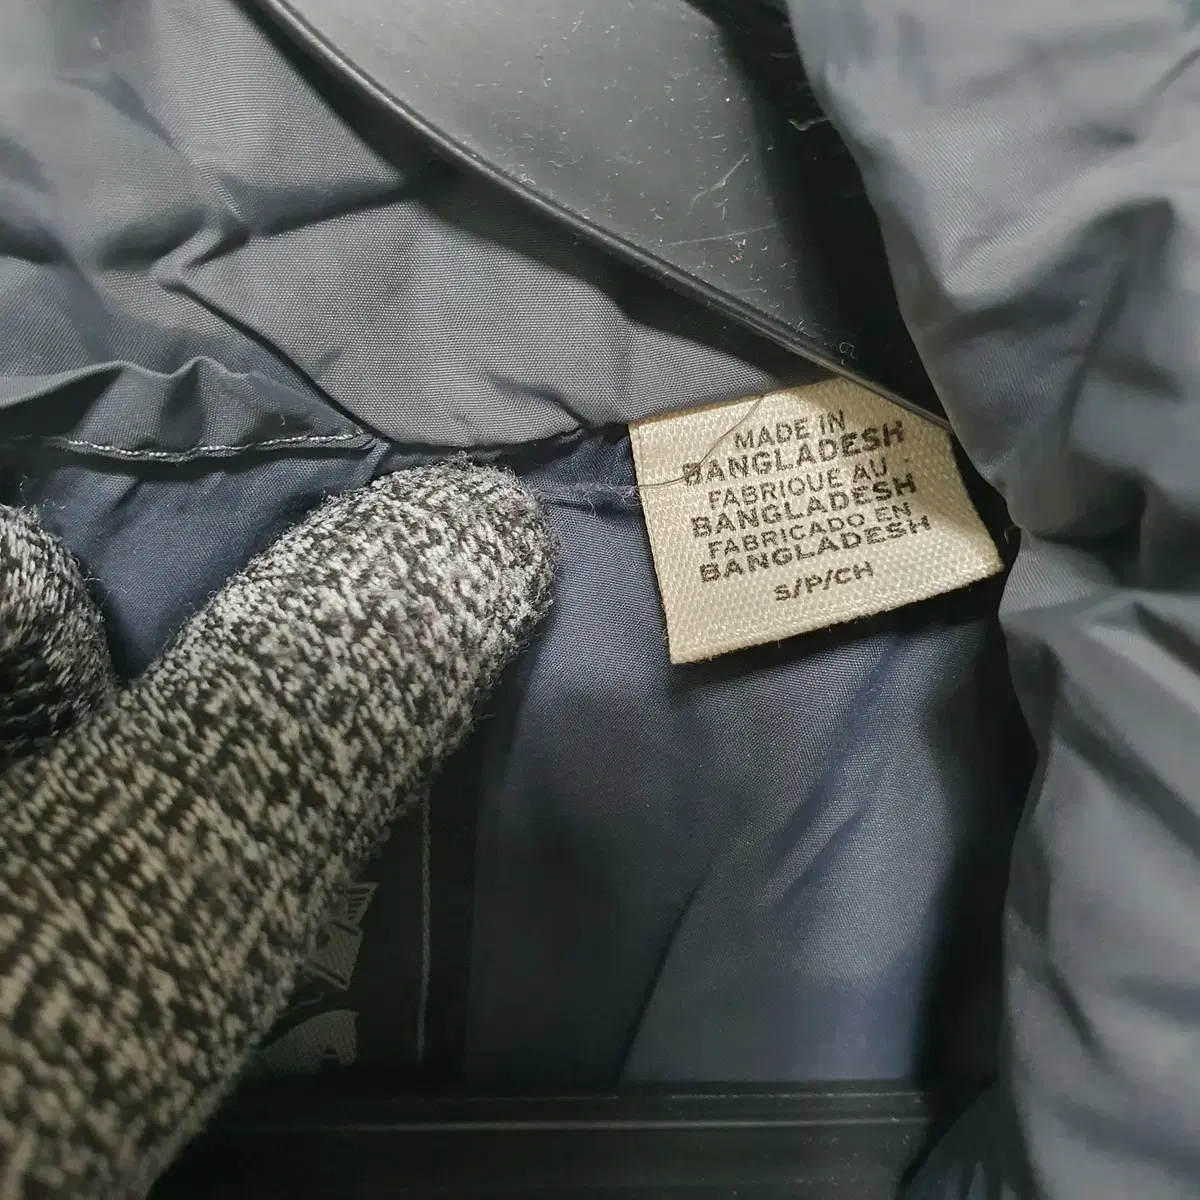 MADE IN
BANGLADESH
FABRIQUE AU
BANGLADESH
FABRICADO EN
BANGLADESH
S/P/CH